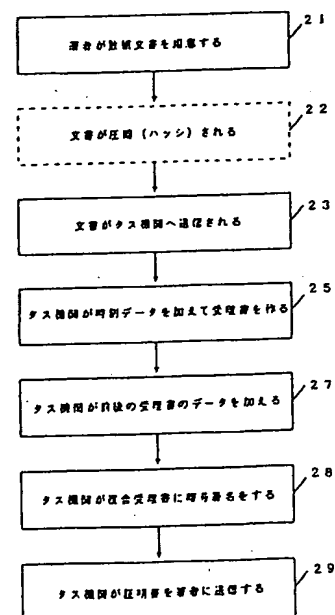 21
著者が数値文書を用意する
22
文書が圧縮（ハッシ）される
23
文書がタス機関へ送信される
25
タス機関が時刻データを加えて受理書を作る
27
タス機関が前後の受理書のデータを加える
28
タス機関が複合受理書に暗号署名をする
29
タス機関が証明書を著者に送信する